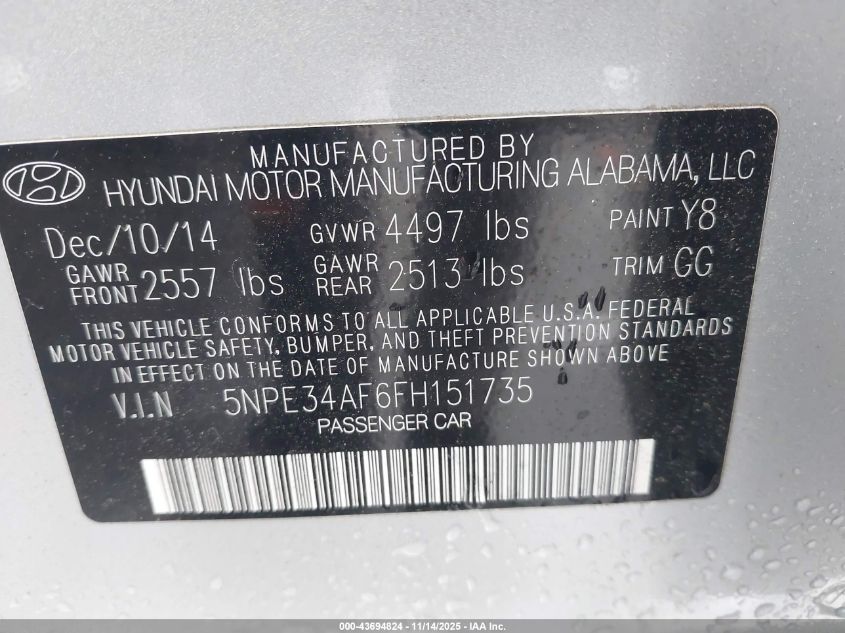 MANUFACTURED BY
HYUNDAI MOTOR MANUFACTURING ALABAMA, LLC
Dec/10/14 GVWR 4497 lbs PAINT Y8
GAWR FRONT 2557 lbs GAWR REAR 2513 lbs TRIM GG
THIS VEHICLE CONFORMS TO ALL APPLICABLE U.S.A. FEDERAL
MOTOR VEHICLE SAFETY, BUMPER, AND THEFT PREVENTION STANDARDS
IN EFFECT ON THE DATE OF MANUFACTURE SHOWN ABOVE
V.I.N 5NPE34AF6FH151735
PASSENGER CAR
000-43694824 - 11/14/2025 - IAA Inc.